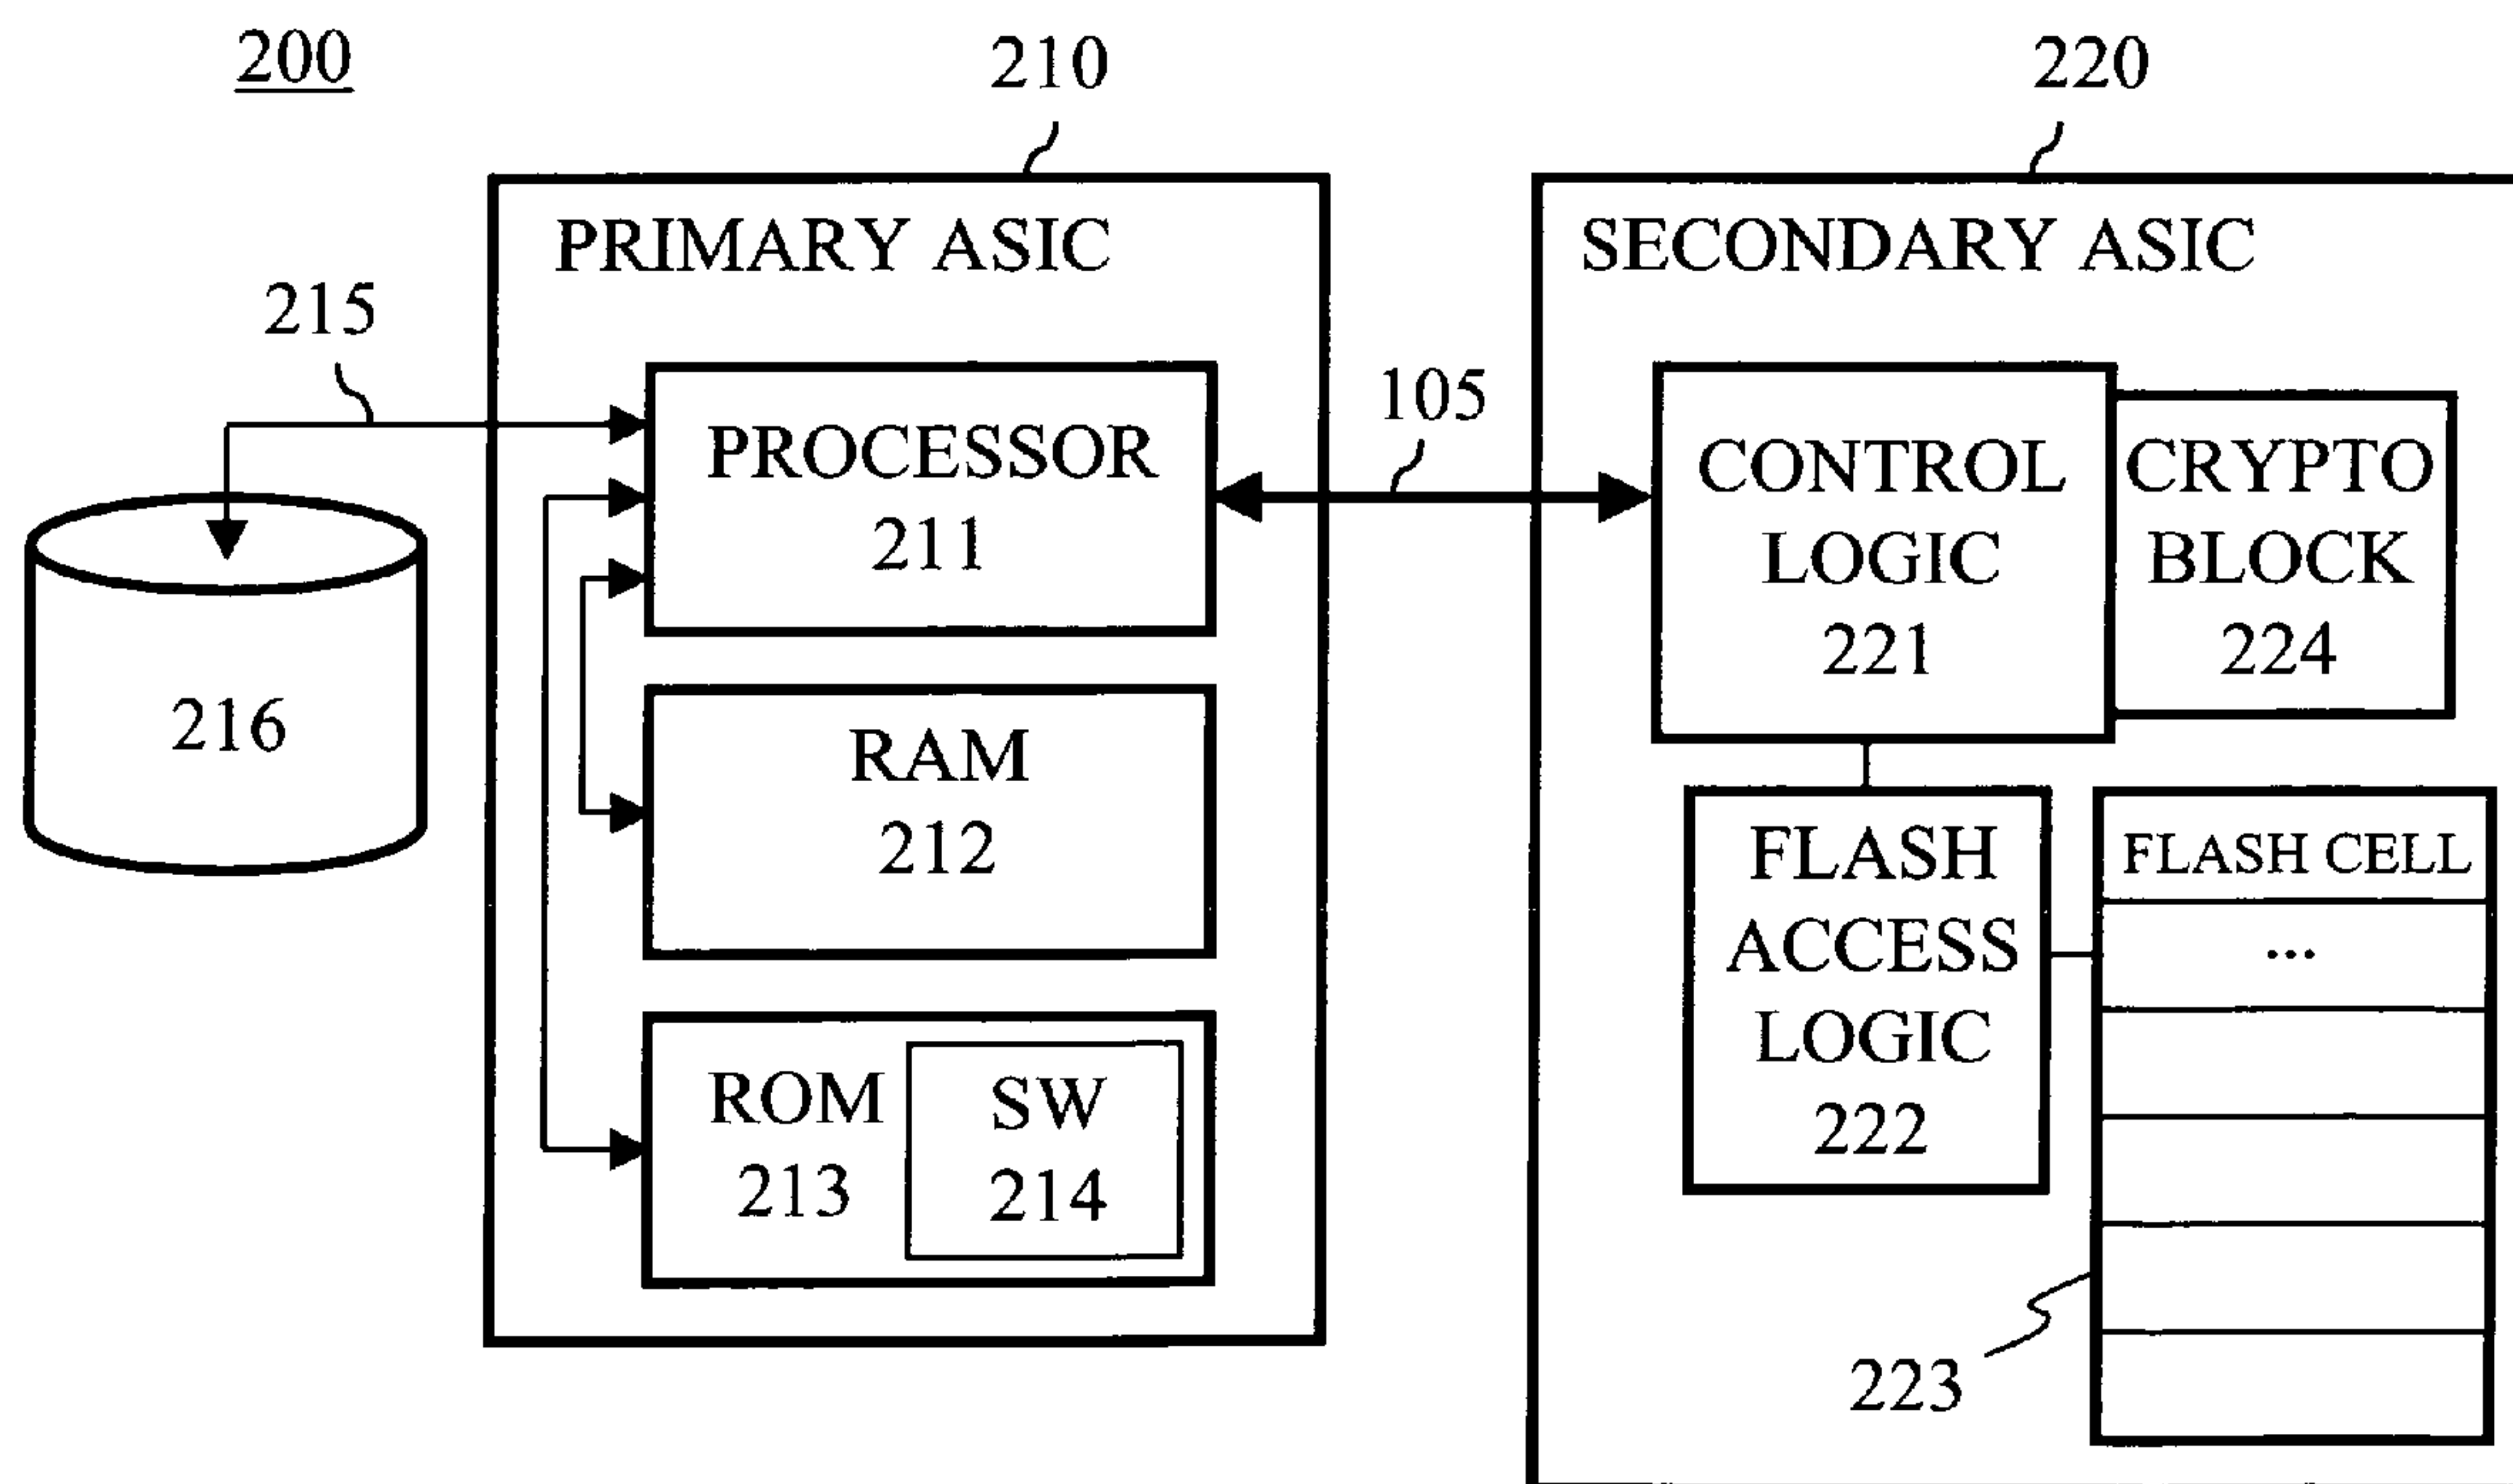 200
210
220
PRIMARY ASIC
SECONDARY ASIC
215
105
PROCESSOR
211
CONTROL
LOGIC
221
CRYPTO
BLOCK
224
216
RAM
212
FLASH
ACCESS
LOGIC
222
FLASH CELL
...
ROM
213
SW
214
223